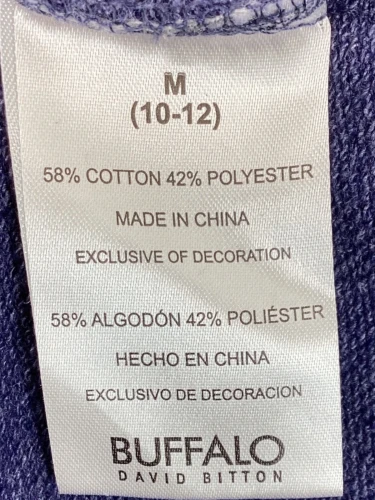 M
(10-12)
58% COTTON 42% POLYESTER
MADE IN CHINA
EXCLUSIVE OF DECORATION
58% ALGODÓN 42% POLIÉSTER
HECHO EN CHINA
EXCLUSIVO DE DECORACION
BUFFALO
DAVID BITTON